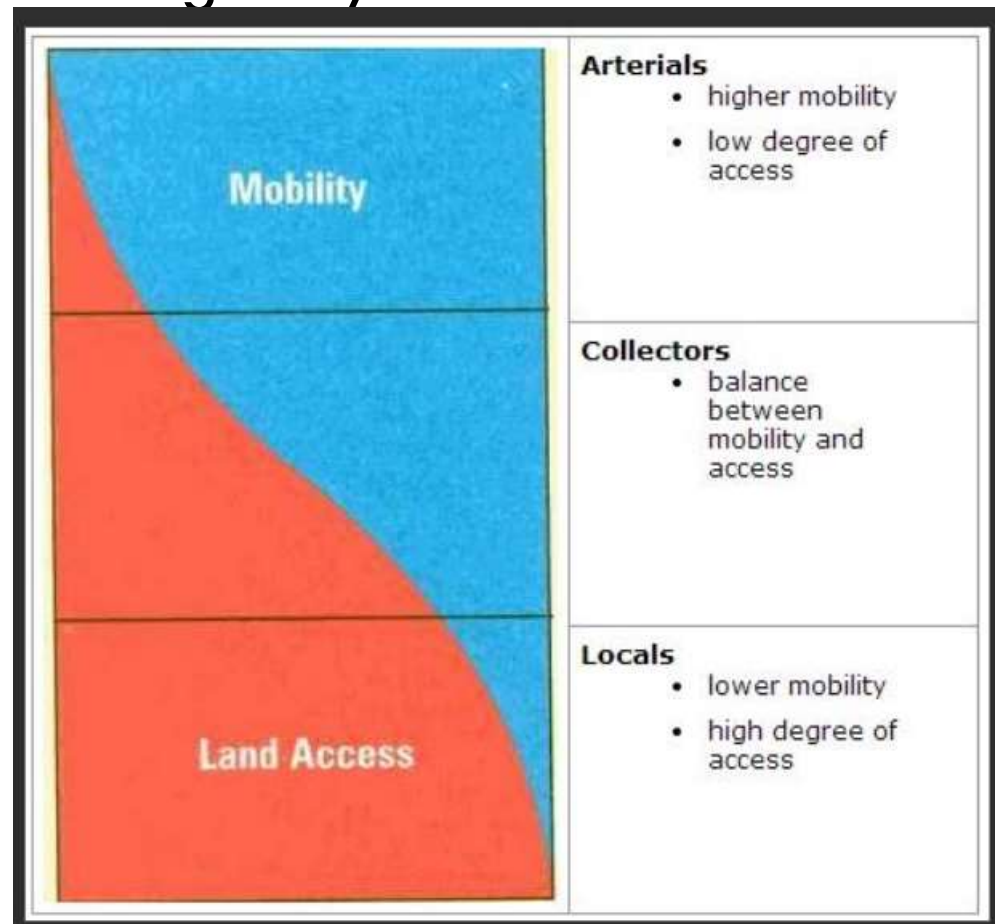 Mobility
Land Access
Arterials
• higher mobility
• low degree of
access
Collectors
• balance
between
mobility and
access
Locals
• lower mobility
• high degree of
access